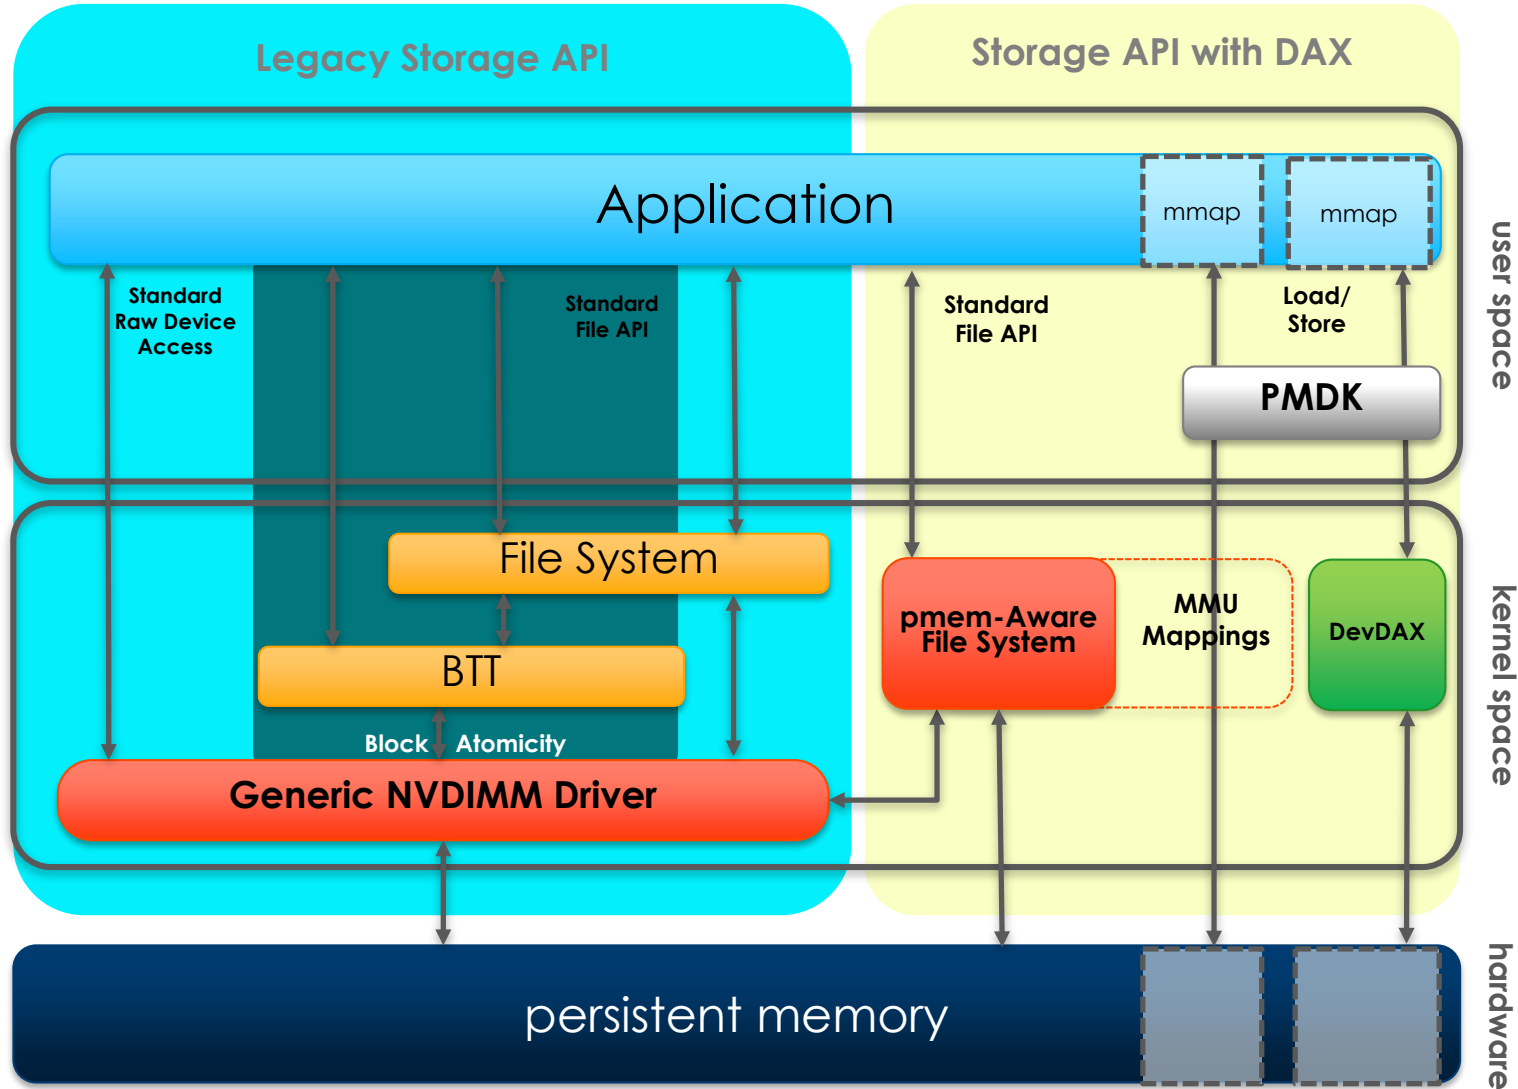 Legacy Storage API
Storage API with DAX
Application
mmap
mmap
Standard
Raw Device
Access
Standard
File API
Standard
File API
Load/
Store
PMDK
user space
File System
BTT
Block Atomicity
Generic NVDIMM Driver
pmem-Aware
File System
MMU
Mappings
DevDAX
kernel space
persistent memory
hardware